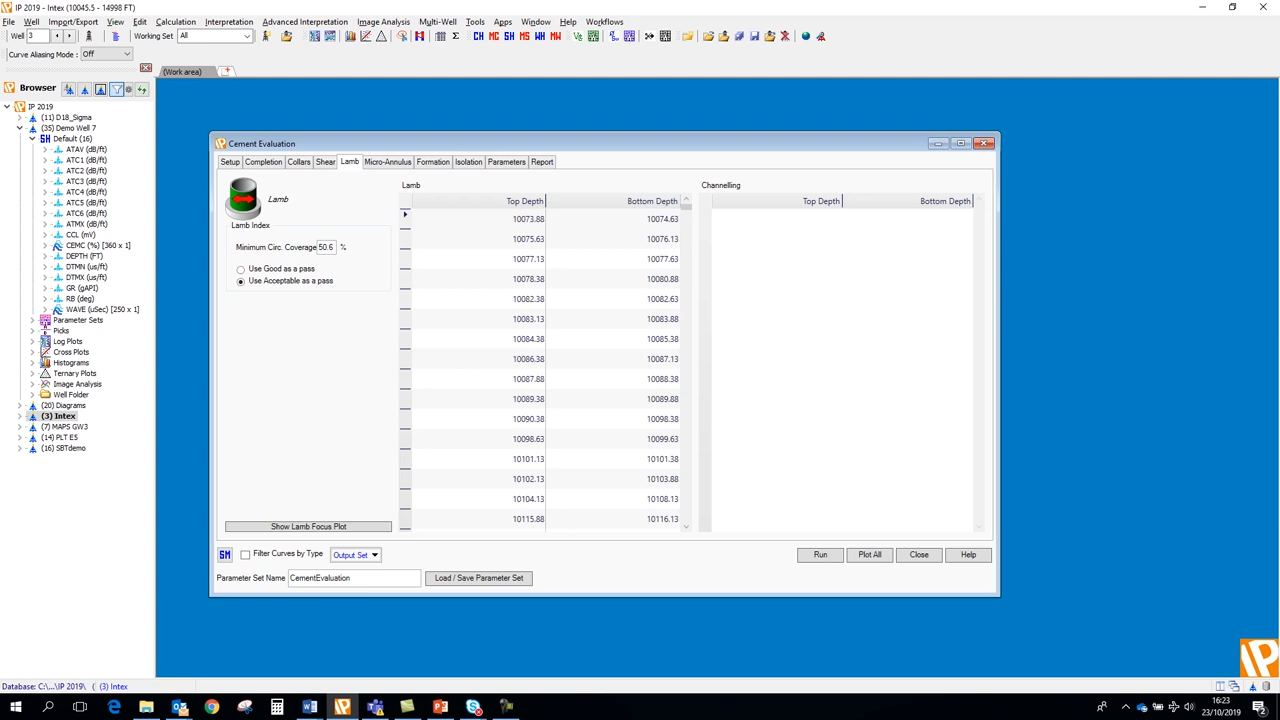 IP 2019 - Intex (10045.5 - 14998 FT)
File Well Import/Export View Edit Calculation Interpretation Advanced Interpretation Image Analysis Multi-Well Tools Apps Window Help Workflows
Well 3 Working Set All CH MC SH MS WH MW
Curve Aliasing Mode : Off (Work area)
Browser
IP 2019
(11) D18_Sigma
(35) Demo Well 7
SH Default (16)
ATAV (dB/ft)
ATC1 (dB/ft)
ATC2 (dB/ft)
ATC3 (dB/ft)
ATC4 (dB/ft)
ATC5 (dB/ft)
ATC6 (dB/ft)
ATMX (dB/ft)
CCL (mV)
CEMC (%) [360 x 1]
DEPTH (FT)
DTMN (us/ft)
DTMX (us/ft)
GR (gAPI)
RB (deg)
WAVE (uSec) [250 x 1]
Parameter Sets
Picks
Log Plots
Cross Plots
Histograms
Ternary Plots
Image Analysis
Well Folder
(20) Diagrams
(3) Intex
(7) MAPS GW3
(14) PLT E5
(16) SBTdemo
Cement Evaluation
Setup Completion Collars Shear Lamb Micro-Annulus Formation Isolation Parameters Report
Lamb
Lamb Index
Minimum Circ. Coverage 50.6 %
Use Good as a pass
Use Acceptable as a pass
Show Lamb Focus Plot
Lamb
Top Depth Bottom Depth
10073.88 10074.63
10075.63 10076.13
10077.13 10077.63
10078.38 10080.88
10082.38 10082.63
10083.13 10083.88
10084.38 10085.38
10086.38 10087.13
10087.88 10088.38
10089.38 10089.88
10090.38 10098.38
10098.63 10099.63
10101.13 10101.38
10102.13 10103.88
10104.13 10108.13
10115.88 10116.13
Channelling
Top Depth Bottom Depth
SM Filter Curves by Type Output Set Run Plot All Close Help
Parameter Set Name CementEvaluation Load / Save Parameter Set
IP
Database: C:\...\IP 2019\ ( (3) Intex
16:23
23/10/2019
2